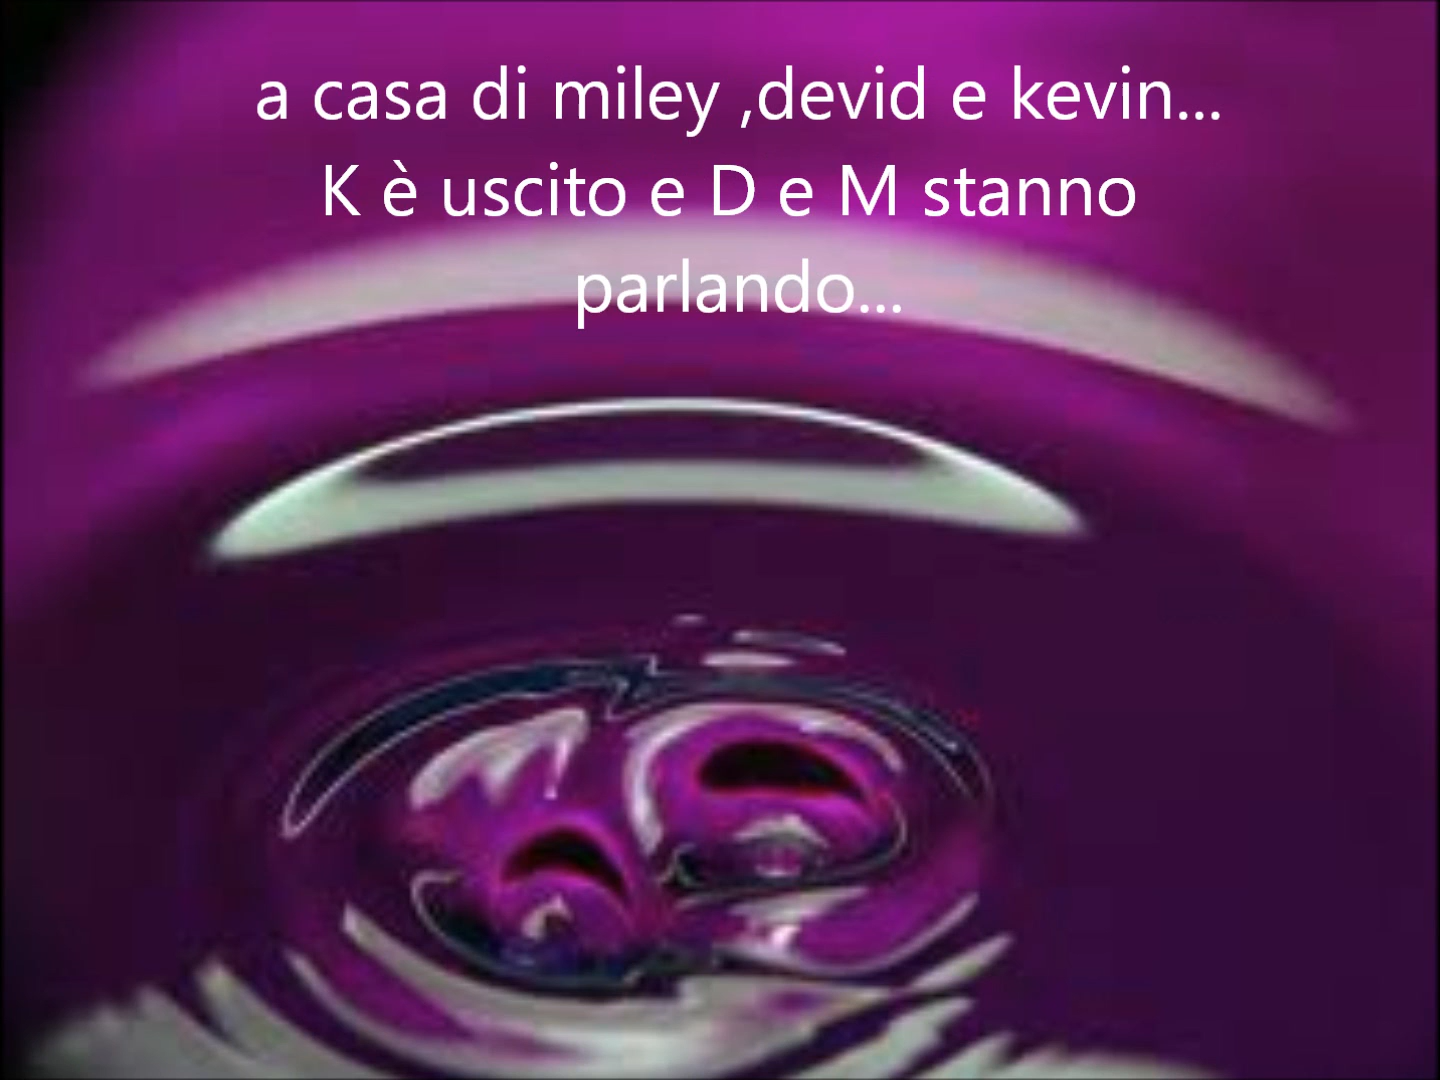 a casa di miley ,devid e kevin...
K è uscito e D e M stanno
parlando...